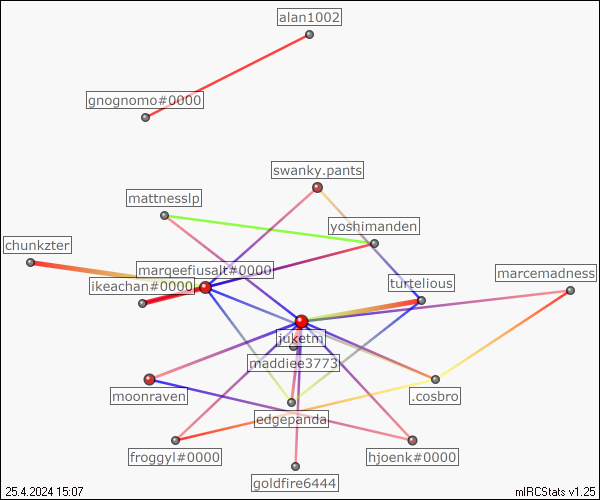 alan1002
gnognomo#0000
swanky.pants
mattnesslp
yoshimanden
chunkzter
marqeefiusalt#0000
marcemadness
ikeachan#0000
turtelious
juketm
maddiee3773
moonraven
.cosbro
edgepanda
froggyl#0000
hjoenk#0000
goldfire6444
25.4.2024 15:07
mIRCStats v1.25